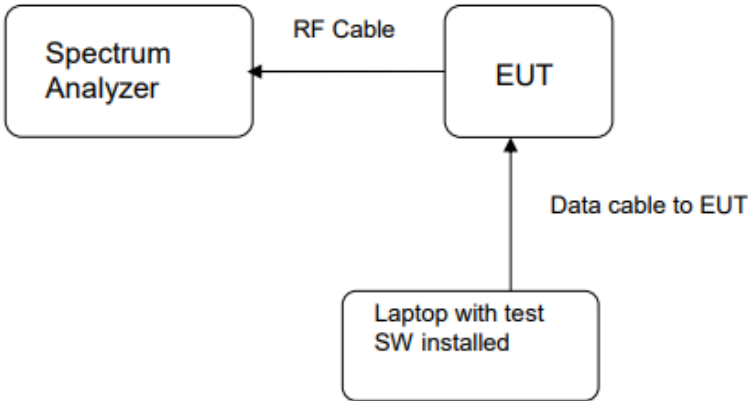 RF Cable
Spectrum
Analyzer
EUT
Data cable to EUT
Laptop with test
SW installed